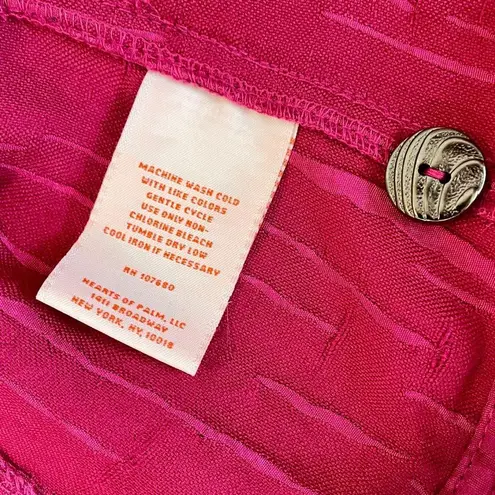 MACHINE WASH COLD
WITH LIKE COLORS
GENTLE CYCLE
USE ONLY NON-
CHLORINE BLEACH
TUMBLE DRY LOW
COOL IRON IF NECESSARY
RN 107680
HEARTS OF PALM, LLC
1411 BROADWAY
NEW YORK, NY, 10018